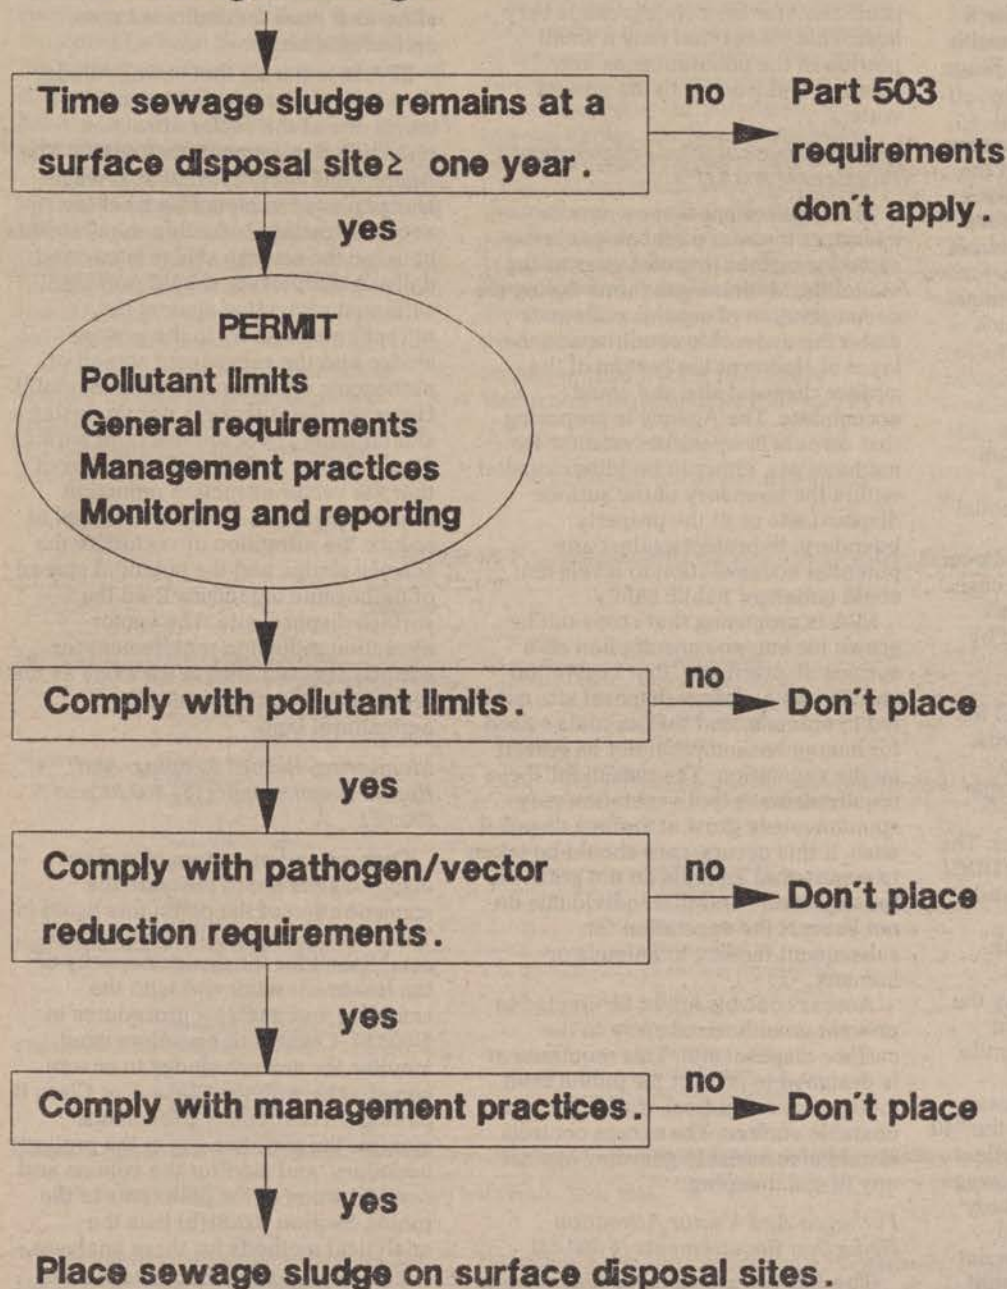 Time sewage sludge remains at a
surface disposal site ≥ one year.
no
Part 503
requirements
don't apply.
yes
PERMIT
Pollutant limits
General requirements
Management practices
Monitoring and reporting
Comply with pollutant limits.
no
Don't place
yes
Comply with pathogen/vector
reduction requirements.
no
Don't place
yes
Comply with management practices.
no
Don't place
yes
Place sewage sludge on surface disposal sites.